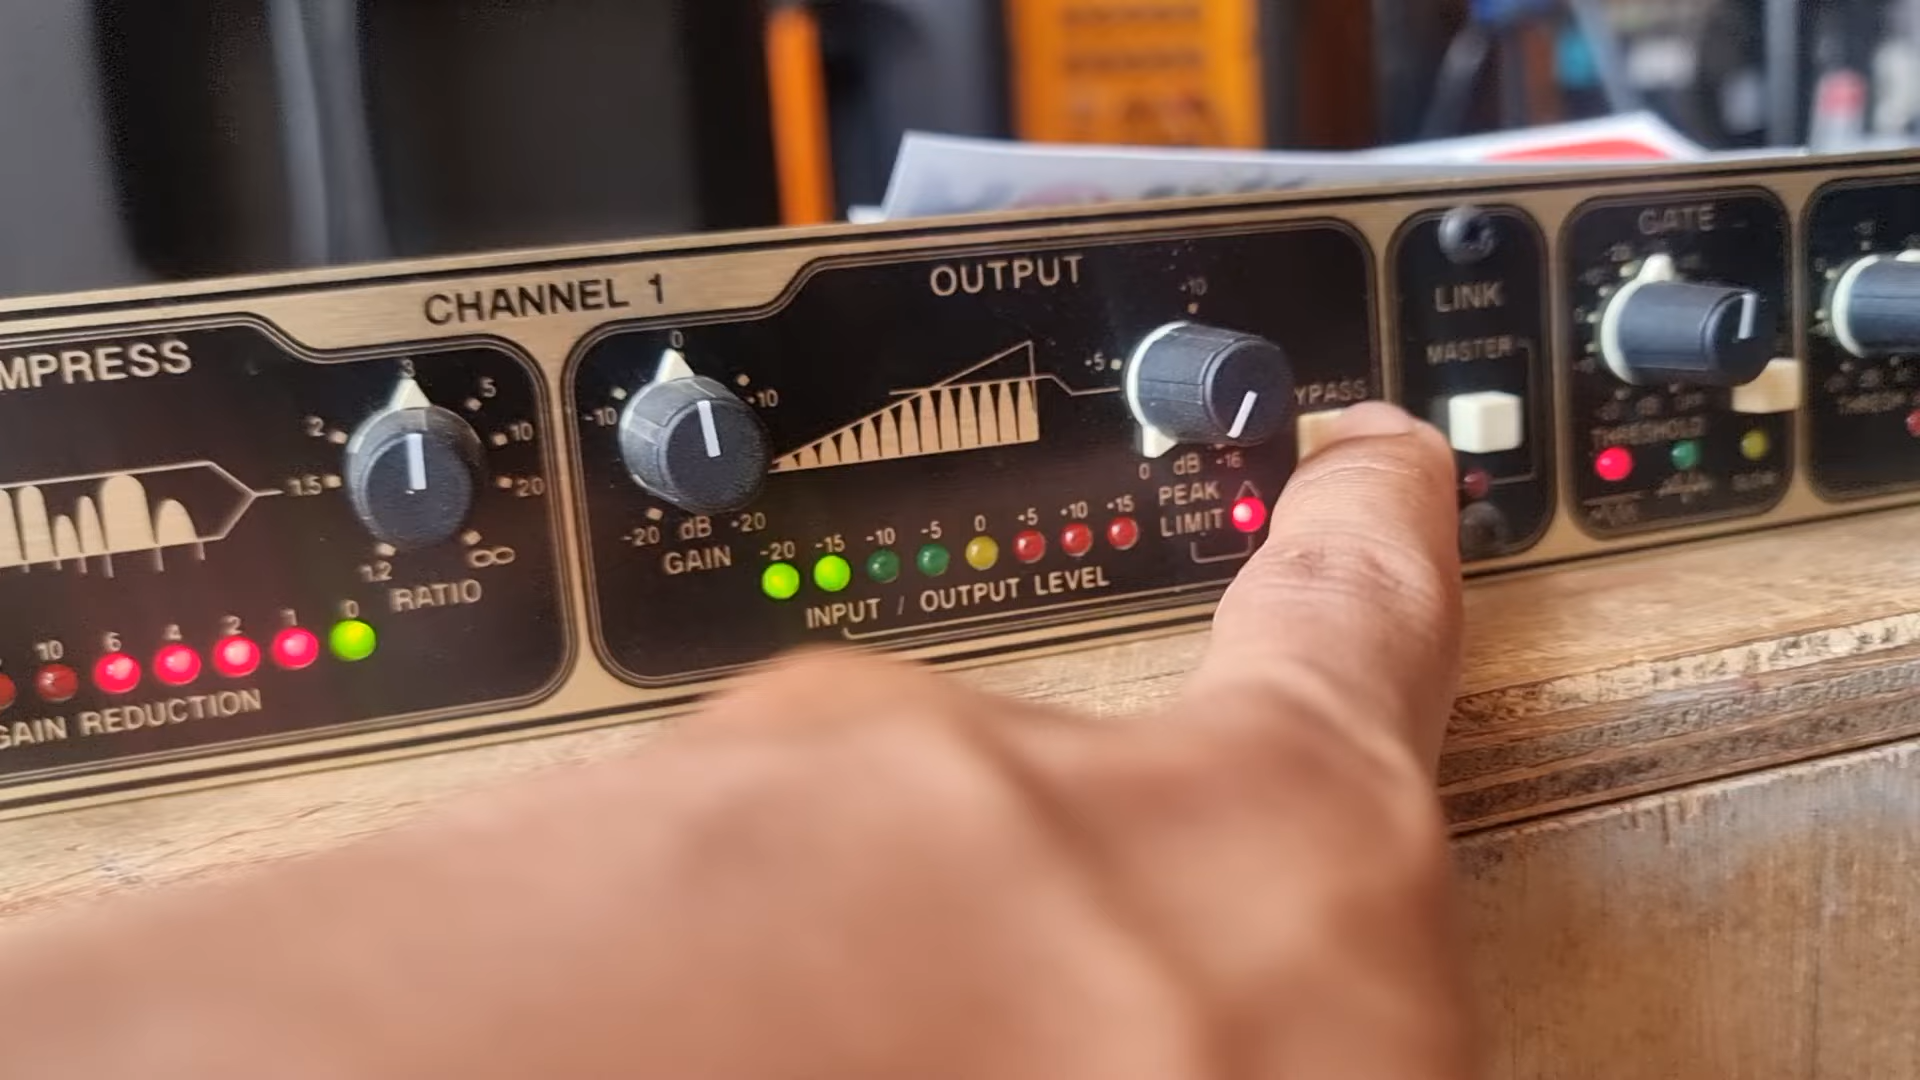 CHANNEL 1
MPRESS
3
2
5
1.5
10
20
1.2
∞
RATIO
10 6 4 2 1 0
GAIN REDUCTION
OUTPUT
0
-10
+10
-20 dB +20
GAIN
-20 -15 -10 -5 0 +5 +10 +15
INPUT / OUTPUT LEVEL
+10
+5
0 dB +16
PEAK
LIMIT
YPASS
LINK
MASTER
GATE
THRESHOLD